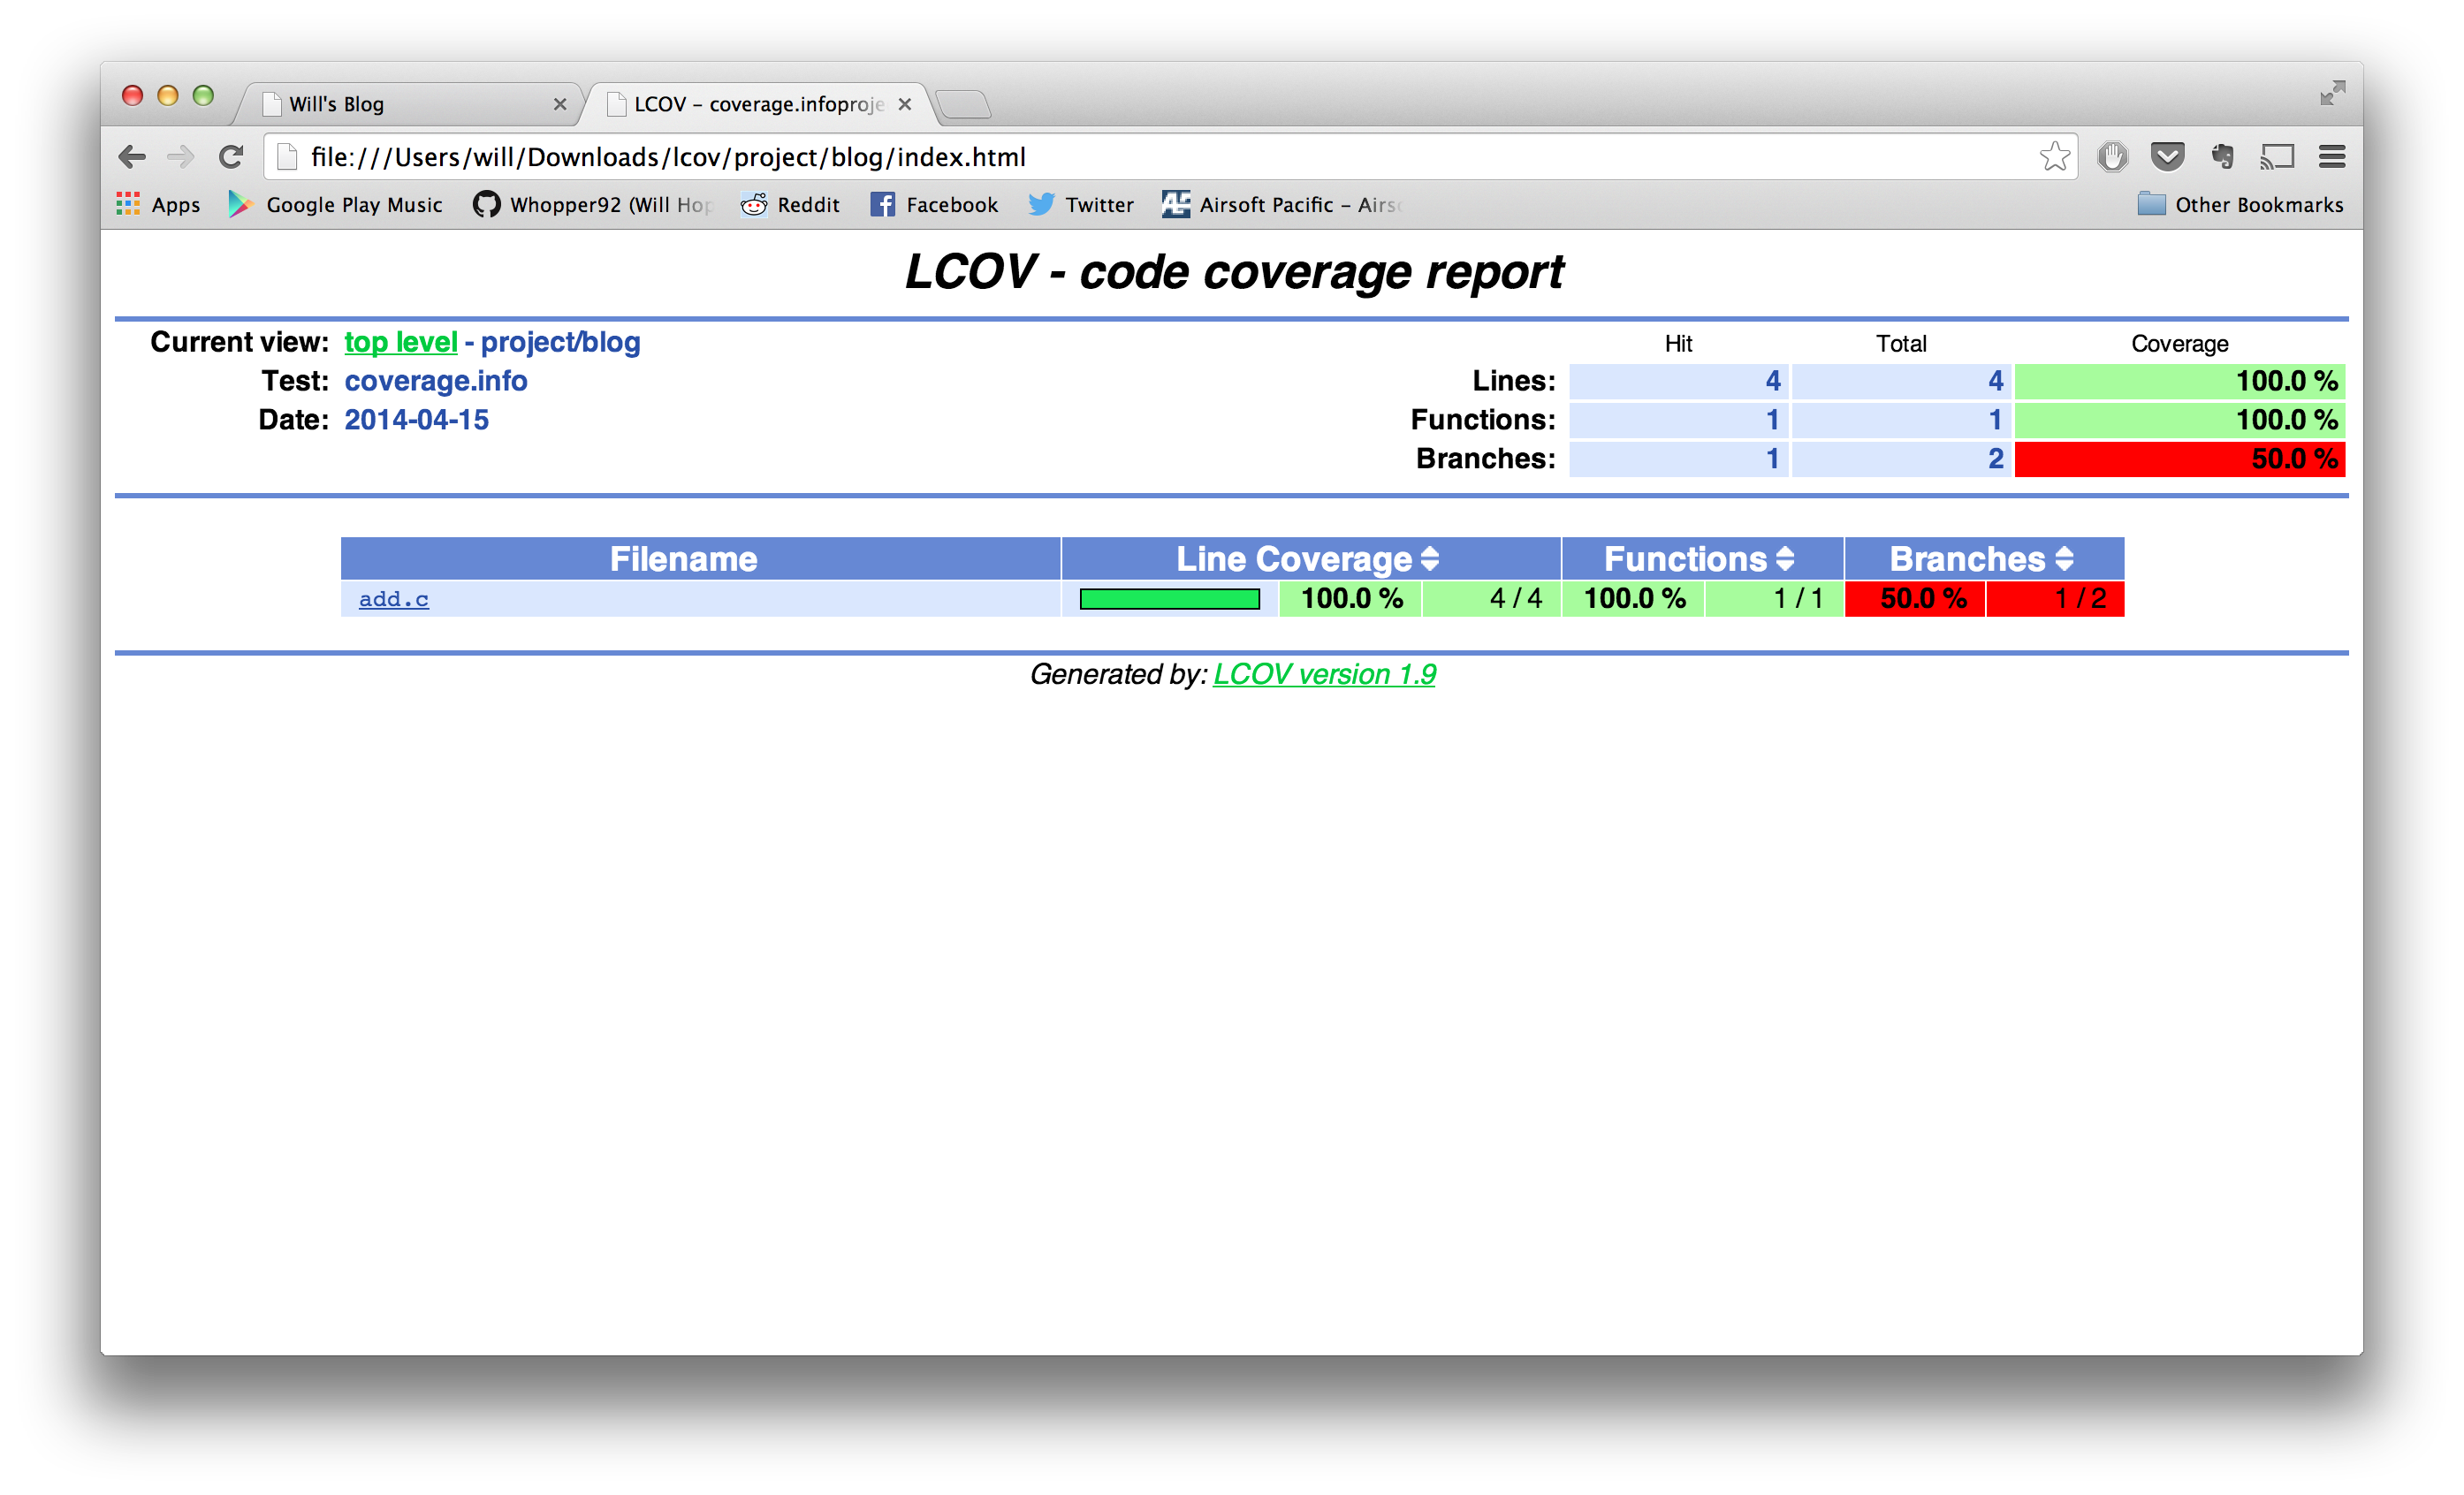 Will's Blog
LCOV - coverage.infoproje
file:///Users/will/Downloads/lcov/project/blog/index.html
Apps Google Play Music Whopper92 (Will Hop Reddit Facebook Twitter Airsoft Pacific - Airso Other Bookmarks
LCOV - code coverage report
Current view: top level - project/blog Hit Total Coverage
Test: coverage.info Lines: 4 4 100.0 %
Date: 2014-04-15 Functions: 1 1 100.0 %
Branches: 1 2 50.0 %
Filename Line Coverage Functions Branches
add.c 100.0 % 4 / 4 100.0 % 1 / 1 50.0 % 1 / 2
Generated by: LCOV version 1.9